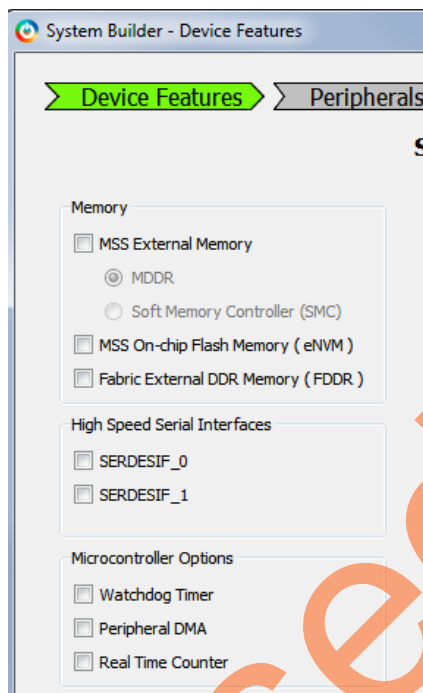 System Builder - Device Features
Device Features Peripherals
Memory
MSS External Memory
MDDR
Soft Memory Controller (SMC)
MSS On-chip Flash Memory ( eNVM )
Fabric External DDR Memory ( FDDR )
High Speed Serial Interfaces
SERDESIF_0
SERDESIF_1
Microcontroller Options
Watchdog Timer
Peripheral DMA
Real Time Counter